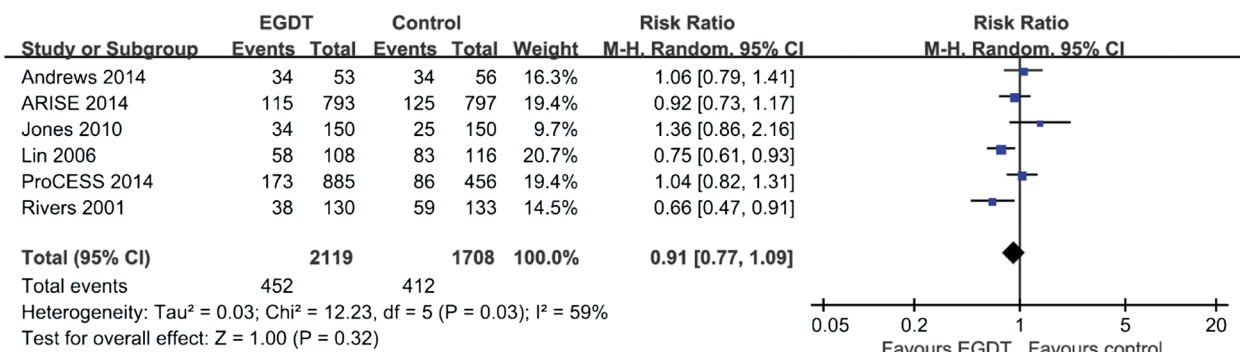 EGDT Control Risk Ratio Risk Ratio
Study or Subgroup Events Total Events Total Weight M-H, Random, 95% CI M-H, Random, 95% CI
Andrews 2014 34 53 34 56 16.3% 1.06 [0.79, 1.41]
ARISE 2014 115 793 125 797 19.4% 0.92 [0.73, 1.17]
Jones 2010 34 150 25 150 9.7% 1.36 [0.86, 2.16]
Lin 2006 58 108 83 116 20.7% 0.75 [0.61, 0.93]
ProCESS 2014 173 885 86 456 19.4% 1.04 [0.82, 1.31]
Rivers 2001 38 130 59 133 14.5% 0.66 [0.47, 0.91]
Total (95% CI) 2119 1708 100.0% 0.91 [0.77, 1.09]
Total events 452 412
Heterogeneity: Tau² = 0.03; Chi² = 12.23, df = 5 (P = 0.03); I² = 59%
Test for overall effect: Z = 1.00 (P = 0.32)
0.05 0.2 1 5 20
Favours EGDT Favours control